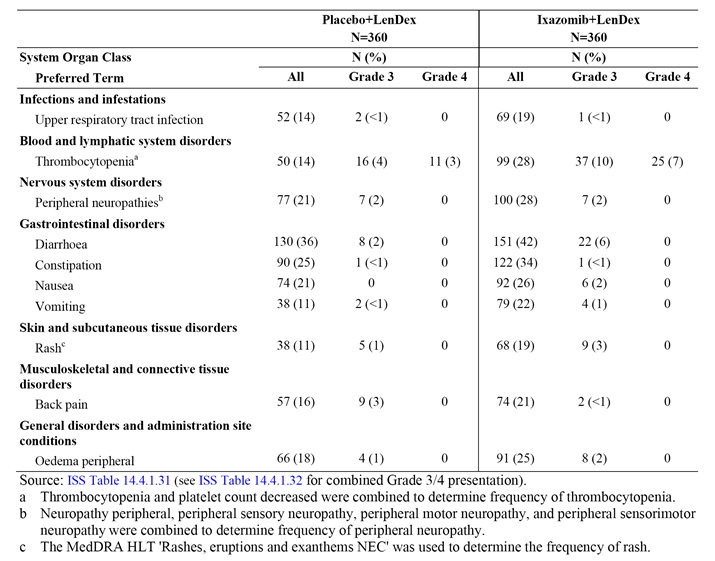 Placebo+LenDex Ixazomib+LenDex
N=360 N=360
System Organ Class N (%) N (%)
Preferred Term All Grade 3 Grade 4 All Grade 3 Grade 4
Infections and infestations
Upper respiratory tract infection 52 (14) 2 (<1) 0 69 (19) 1 (<1) 0
Blood and lymphatic system disorders
Thrombocytopeniaᵃ 50 (14) 16 (4) 11 (3) 99 (28) 37 (10) 25 (7)
Nervous system disorders
Peripheral neuropathiesᵇ 77 (21) 7 (2) 0 100 (28) 7 (2) 0
Gastrointestinal disorders
Diarrhoea 130 (36) 8 (2) 0 151 (42) 22 (6) 0
Constipation 90 (25) 1 (<1) 0 122 (34) 1 (<1) 0
Nausea 74 (21) 0 0 92 (26) 6 (2) 0
Vomiting 38 (11) 2 (<1) 0 79 (22) 4 (1) 0
Skin and subcutaneous tissue disorders
Rashᶜ 38 (11) 5 (1) 0 68 (19) 9 (3) 0
Musculoskeletal and connective tissue
disorders
Back pain 57 (16) 9 (3) 0 74 (21) 2 (<1) 0
General disorders and administration site
conditions
Oedema peripheral 66 (18) 4 (1) 0 91 (25) 8 (2) 0
Source: ISS Table 14.4.1.31 (see ISS Table 14.4.1.32 for combined Grade 3/4 presentation).
a Thrombocytopenia and platelet count decreased were combined to determine frequency of thrombocytopenia.
b Neuropathy peripheral, peripheral sensory neuropathy, peripheral motor neuropathy, and peripheral sensorimotor
neuropathy were combined to determine frequency of peripheral neuropathy.
c The MedDRA HLT 'Rashes, eruptions and exanthems NEC' was used to determine the frequency of rash.